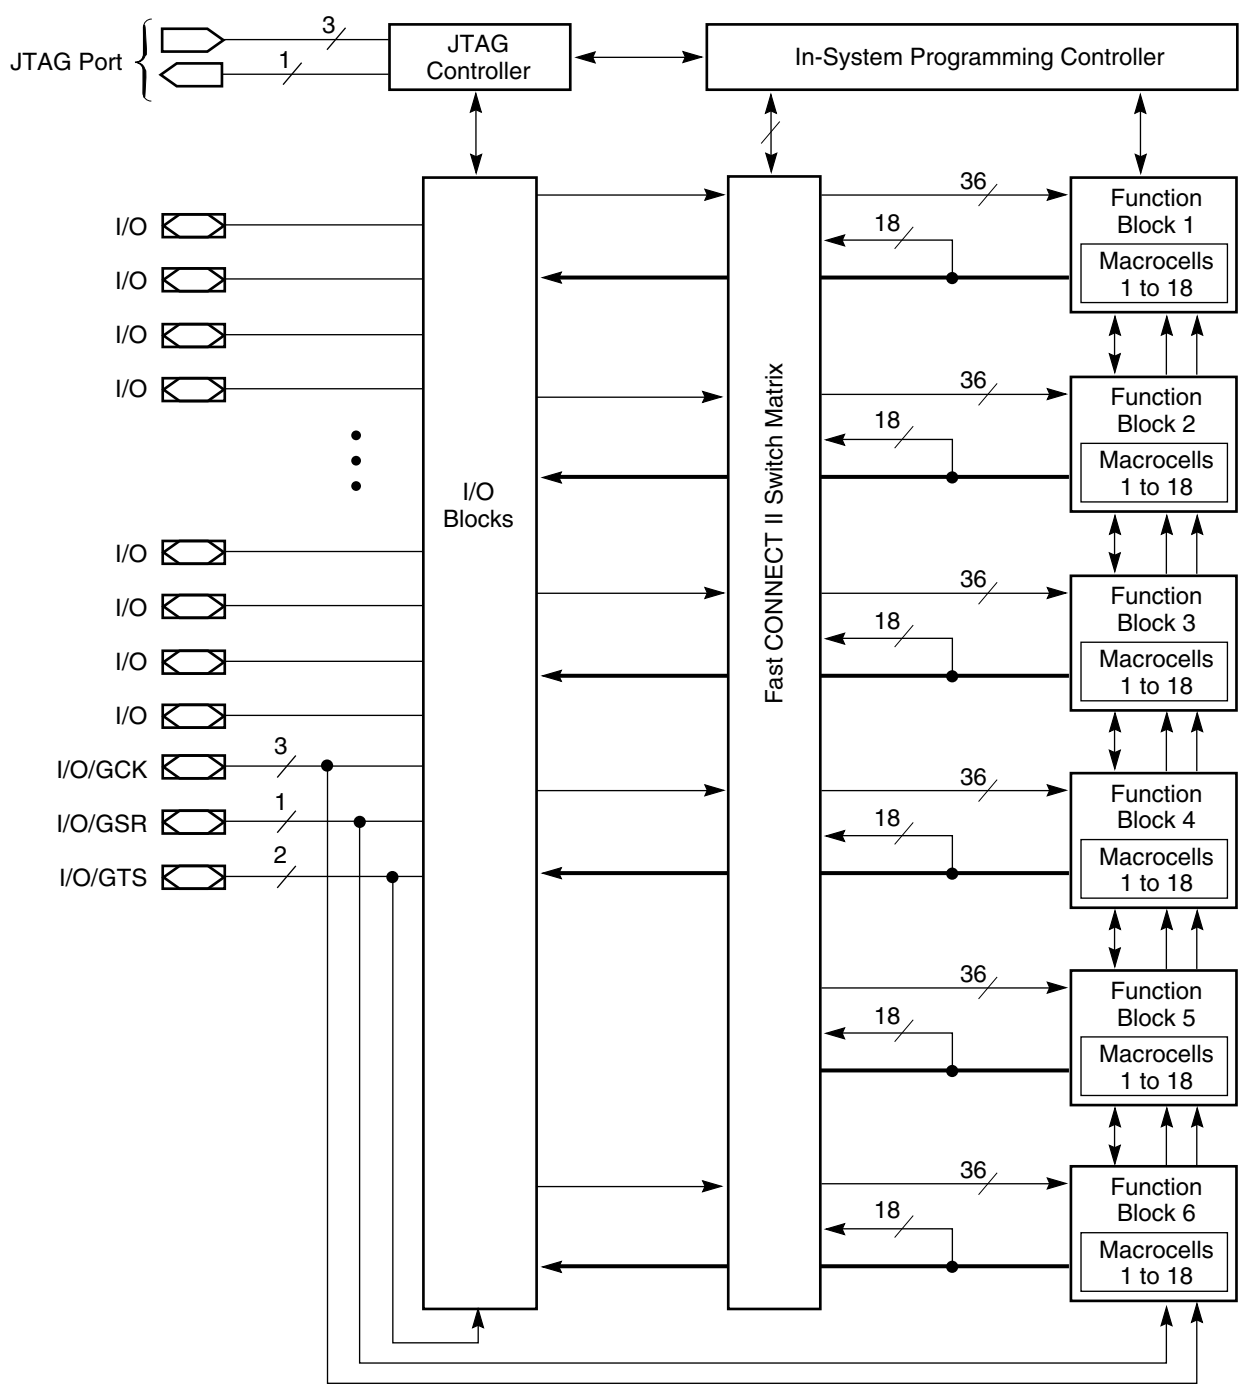 JTAG Port
3
1
JTAG
Controller
In-System Programming Controller
I/O
I/O
I/O
I/O
I/O
I/O
I/O
I/O
I/O/GCK
3
I/O/GSR
1
I/O/GTS
2
I/O
Blocks
Fast CONNECT II Switch Matrix
36
18
Function
Block 1
Macrocells
1 to 18
36
18
Function
Block 2
Macrocells
1 to 18
36
18
Function
Block 3
Macrocells
1 to 18
36
18
Function
Block 4
Macrocells
1 to 18
36
18
Function
Block 5
Macrocells
1 to 18
36
18
Function
Block 6
Macrocells
1 to 18